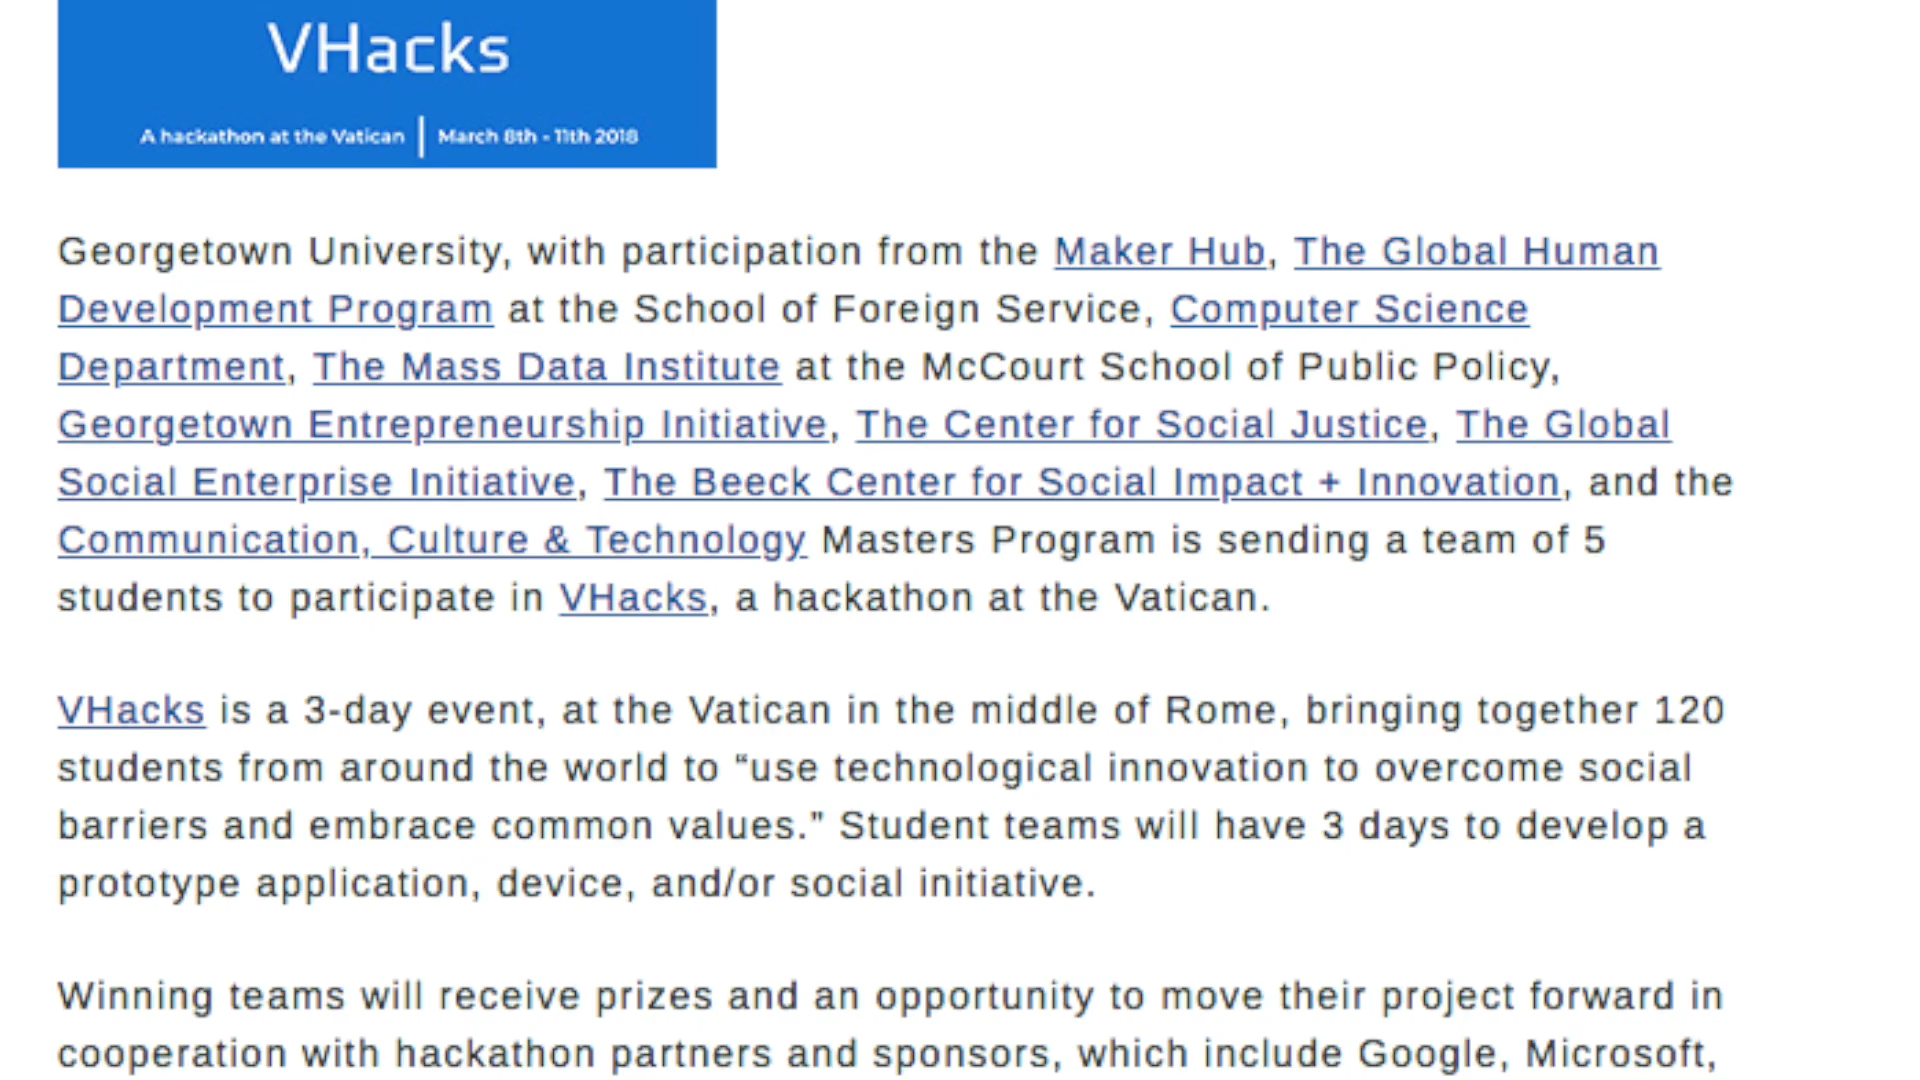 VHacks
A hackathon at the Vatican | March 8th - 11th 2018
Georgetown University, with participation from the Maker Hub, The Global Human
Development Program at the School of Foreign Service, Computer Science
Department, The Mass Data Institute at the McCourt School of Public Policy,
Georgetown Entrepreneurship Initiative, The Center for Social Justice, The Global
Social Enterprise Initiative, The Beeck Center for Social Impact + Innovation, and the
Communication, Culture & Technology Masters Program is sending a team of 5
students to participate in VHacks, a hackathon at the Vatican.
VHacks is a 3-day event, at the Vatican in the middle of Rome, bringing together 120
students from around the world to “use technological innovation to overcome social
barriers and embrace common values.” Student teams will have 3 days to develop a
prototype application, device, and/or social initiative.
Winning teams will receive prizes and an opportunity to move their project forward in
cooperation with hackathon partners and sponsors, which include Google, Microsoft,